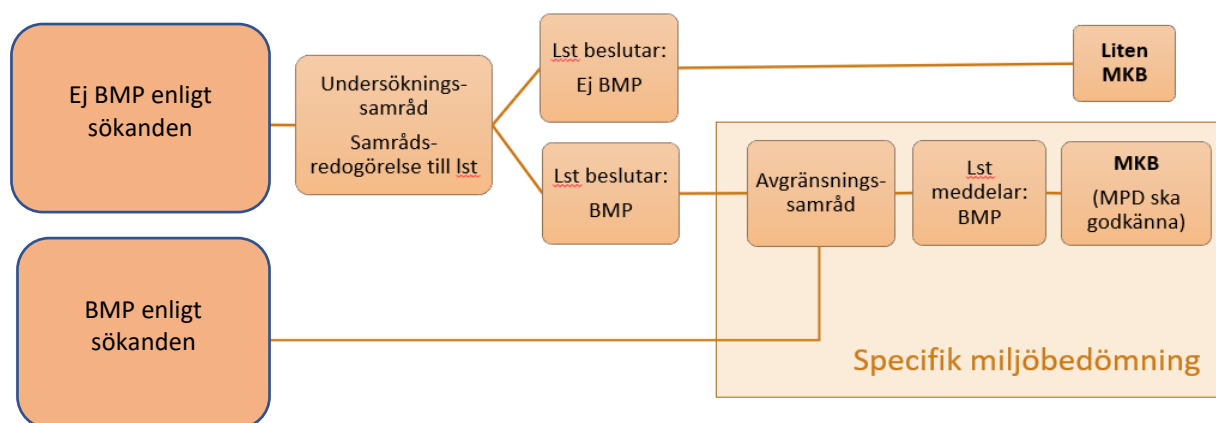 Ej BMP enligt
sökanden
Undersöknings-
samråd
Samråds-
redogörelse till lst
Lst beslutar:
Ej BMP
Liten
MKB
Lst beslutar:
BMP
Avgränsnings-
samråd
Lst
meddelar:
BMP
MKB
(MPD ska
godkänna)
BMP enligt
sökanden
Specifik miljöbedömning